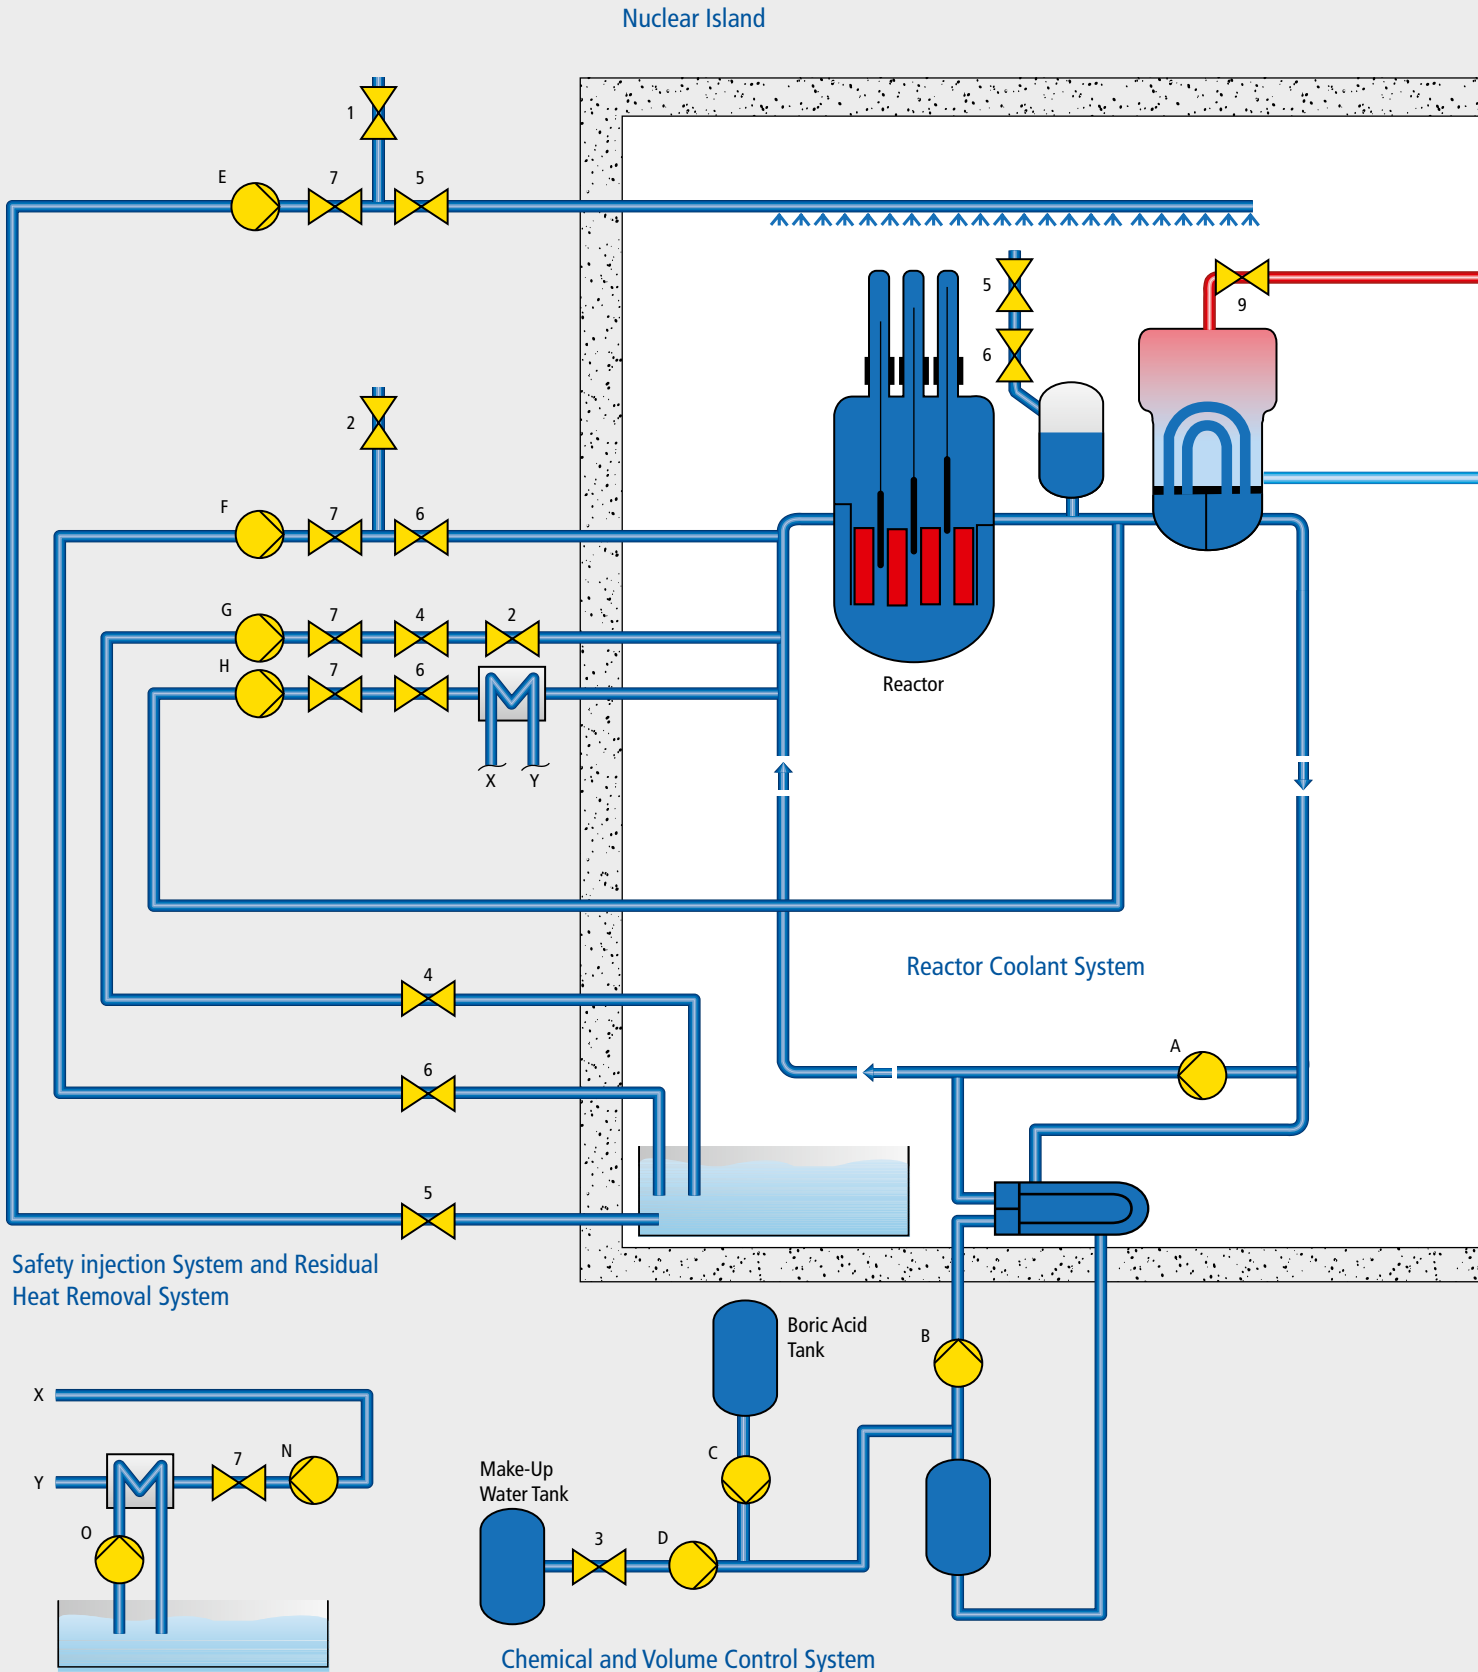 Nuclear Island
1
E
7
5
5
9
6
2
F
7
6
G
7
4
2
H
7
6
Reactor
X
Y
Reactor Coolant System
4
A
6
5
Safety injection System and Residual
Heat Removal System
Boric Acid
Tank
B
X
C
N
7
Make-Up
Water Tank
Y
O
3
D
Chemical and Volume Control System